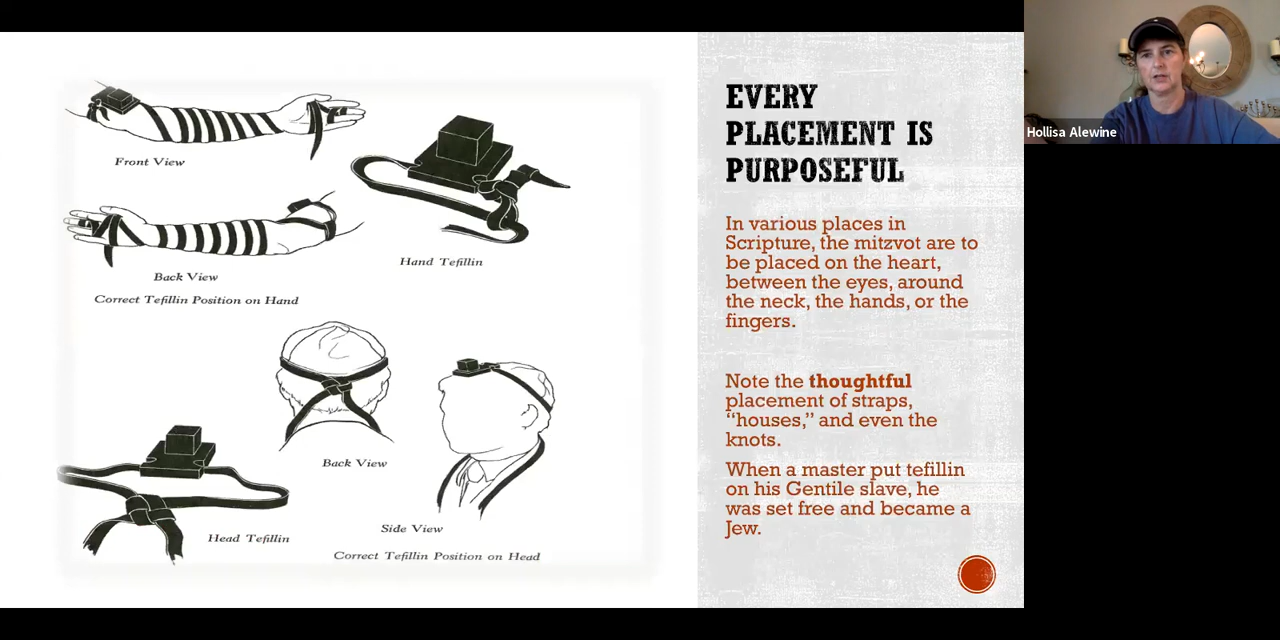 Front View
Back View
Correct Tefillin Position on Hand
Hand Tefillin
Back View
Head Tefillin
Side View
Correct Tefillin Position on Head
EVERY
PLACEMENT IS
PURPOSEFUL
In various places in
Scripture, the mitzvot are to
be placed on the heart,
between the eyes, around
the neck, the hands, or the
fingers.
Note the thoughtful
placement of straps,
“houses,” and even the
knots.
When a master put tefillin
on his Gentile slave, he
was set free and became a
Jew.
Hollisa Alewine